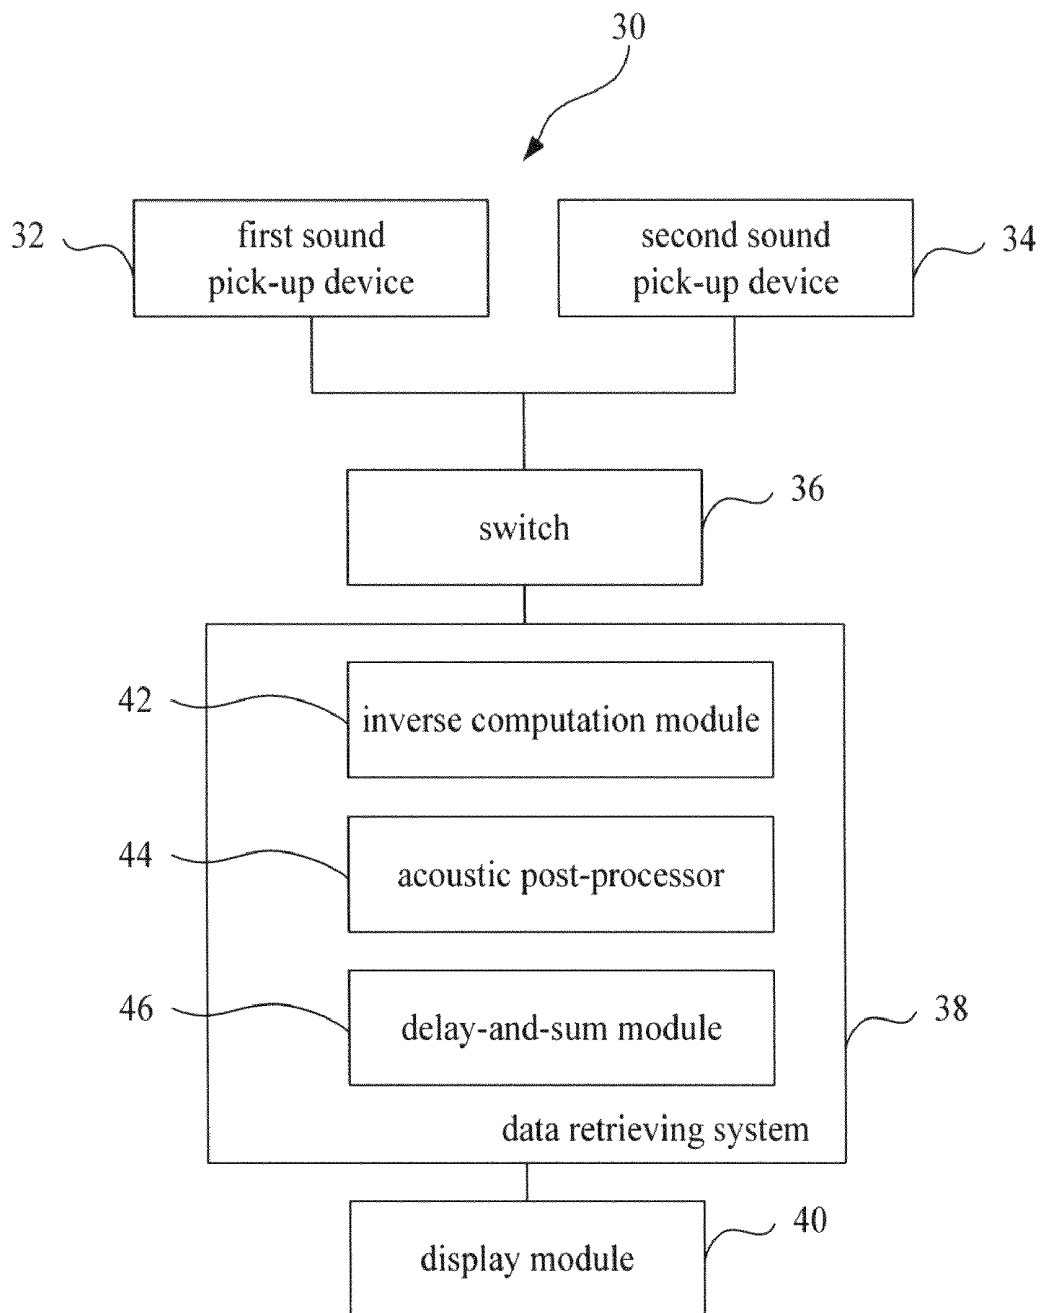 30
32
first sound
pick-up device
second sound
pick-up device
34
switch
36
42
inverse computation module
44
acoustic post-processor
46
delay-and-sum module
38
data retrieving system
display module
40